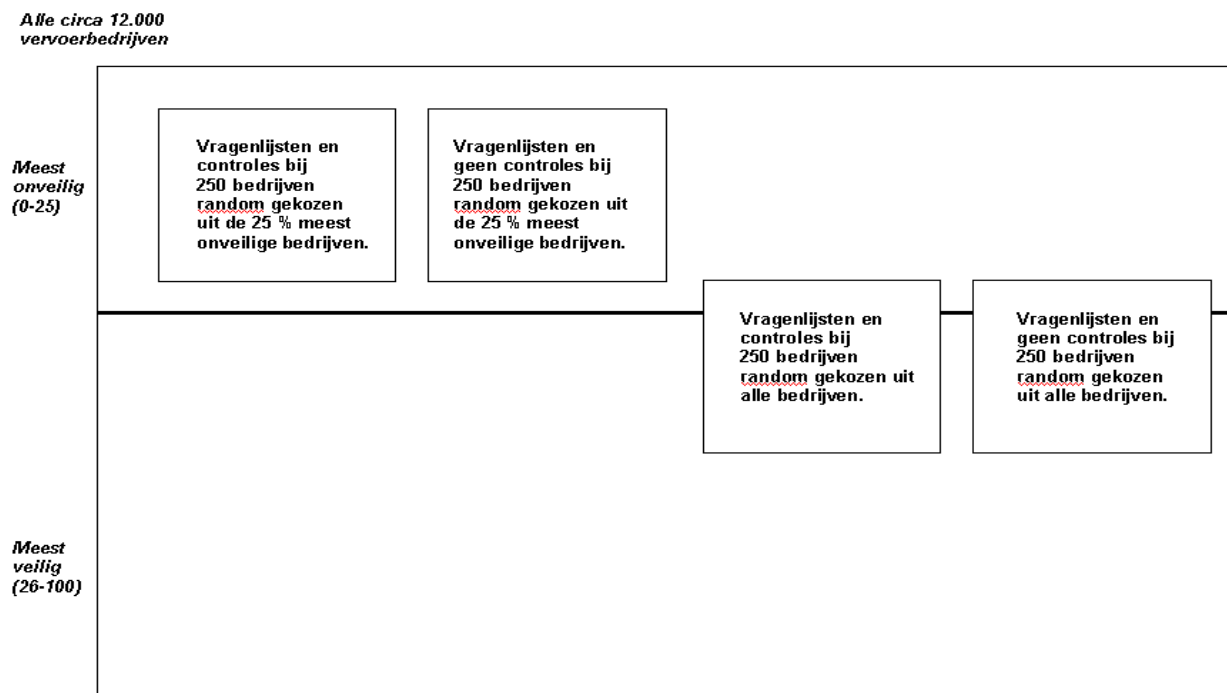 Alle circa 12.000
vervoerbedrijven
Meest
onveilig
(0-25)
Vragenlijsten en
controles bij
250 bedrijven
random gekozen
uit de 25 % meest
onveilige bedrijven.
Vragenlijsten en
geen controles bij
250 bedrijven
random gekozen uit
de 25 % meest
onveilige bedrijven.
Vragenlijsten en
controles bij
250 bedrijven
random gekozen uit
alle bedrijven.
Vragenlijsten en
geen controles bij
250 bedrijven
random gekozen
uit alle bedrijven.
Meest
veilig
(26-100)